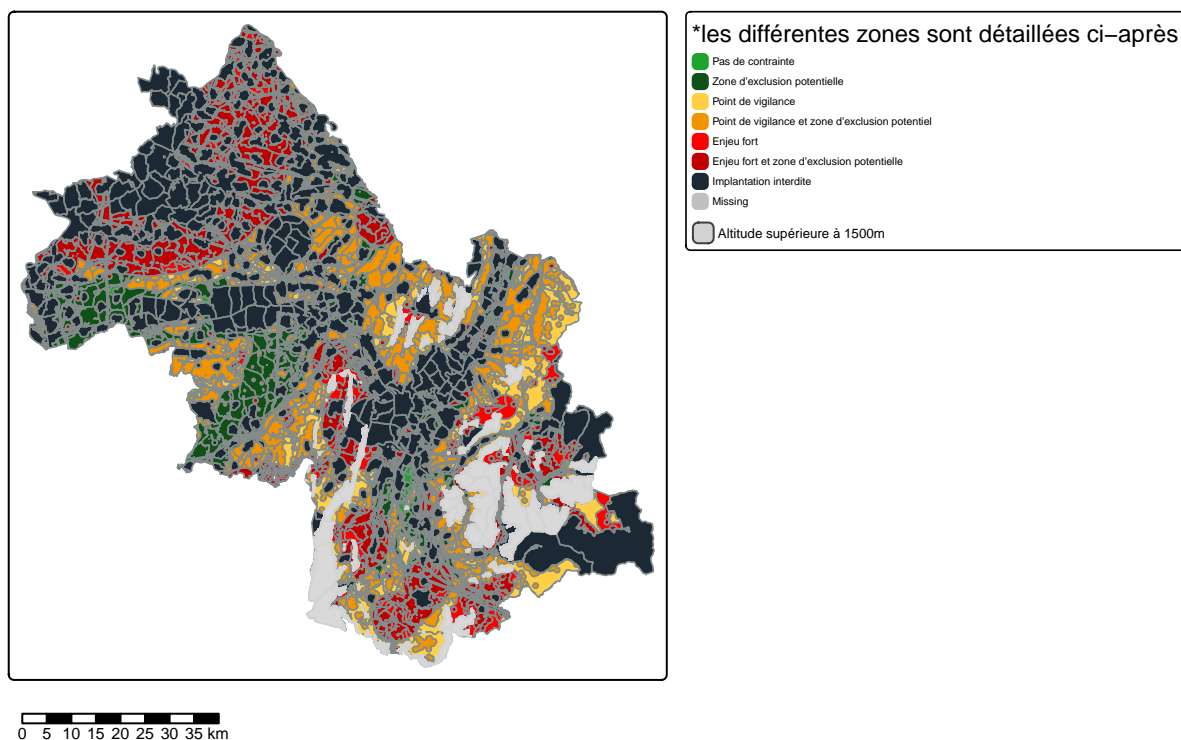 *les différentes zones sont détaillées ci−après
Pas de contrainte
Zone d'exclusion potentielle
Point de vigilance
Point de vigilance et zone d'exclusion potentiel
Enjeu fort
Enjeu fort et zone d'exclusion potentielle
Implantation interdite
Missing
Altitude supérieure à 1500m
0 5 10 15 20 25 30 35 km